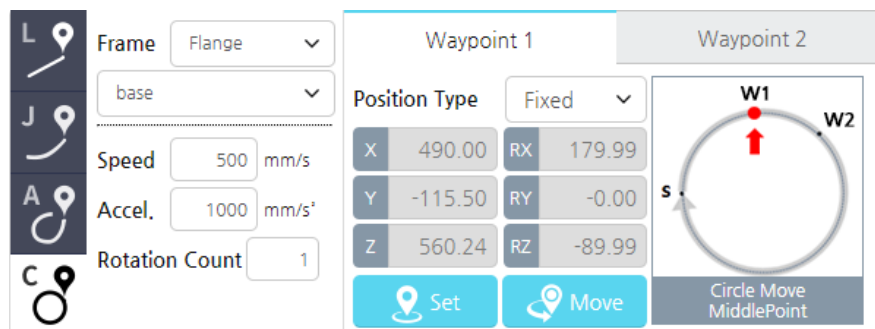 L
J
A
C
Frame Flange
base
Speed 500 mm/s
Accel. 1000 mm/s²
Rotation Count 1
Waypoint 1
Waypoint 2
Position Type Fixed
X 490.00 RX 179.99
Y -115.50 RY -0.00
Z 560.24 RZ -89.99
Set Move
W1
W2
S
Circle Move
MiddlePoint